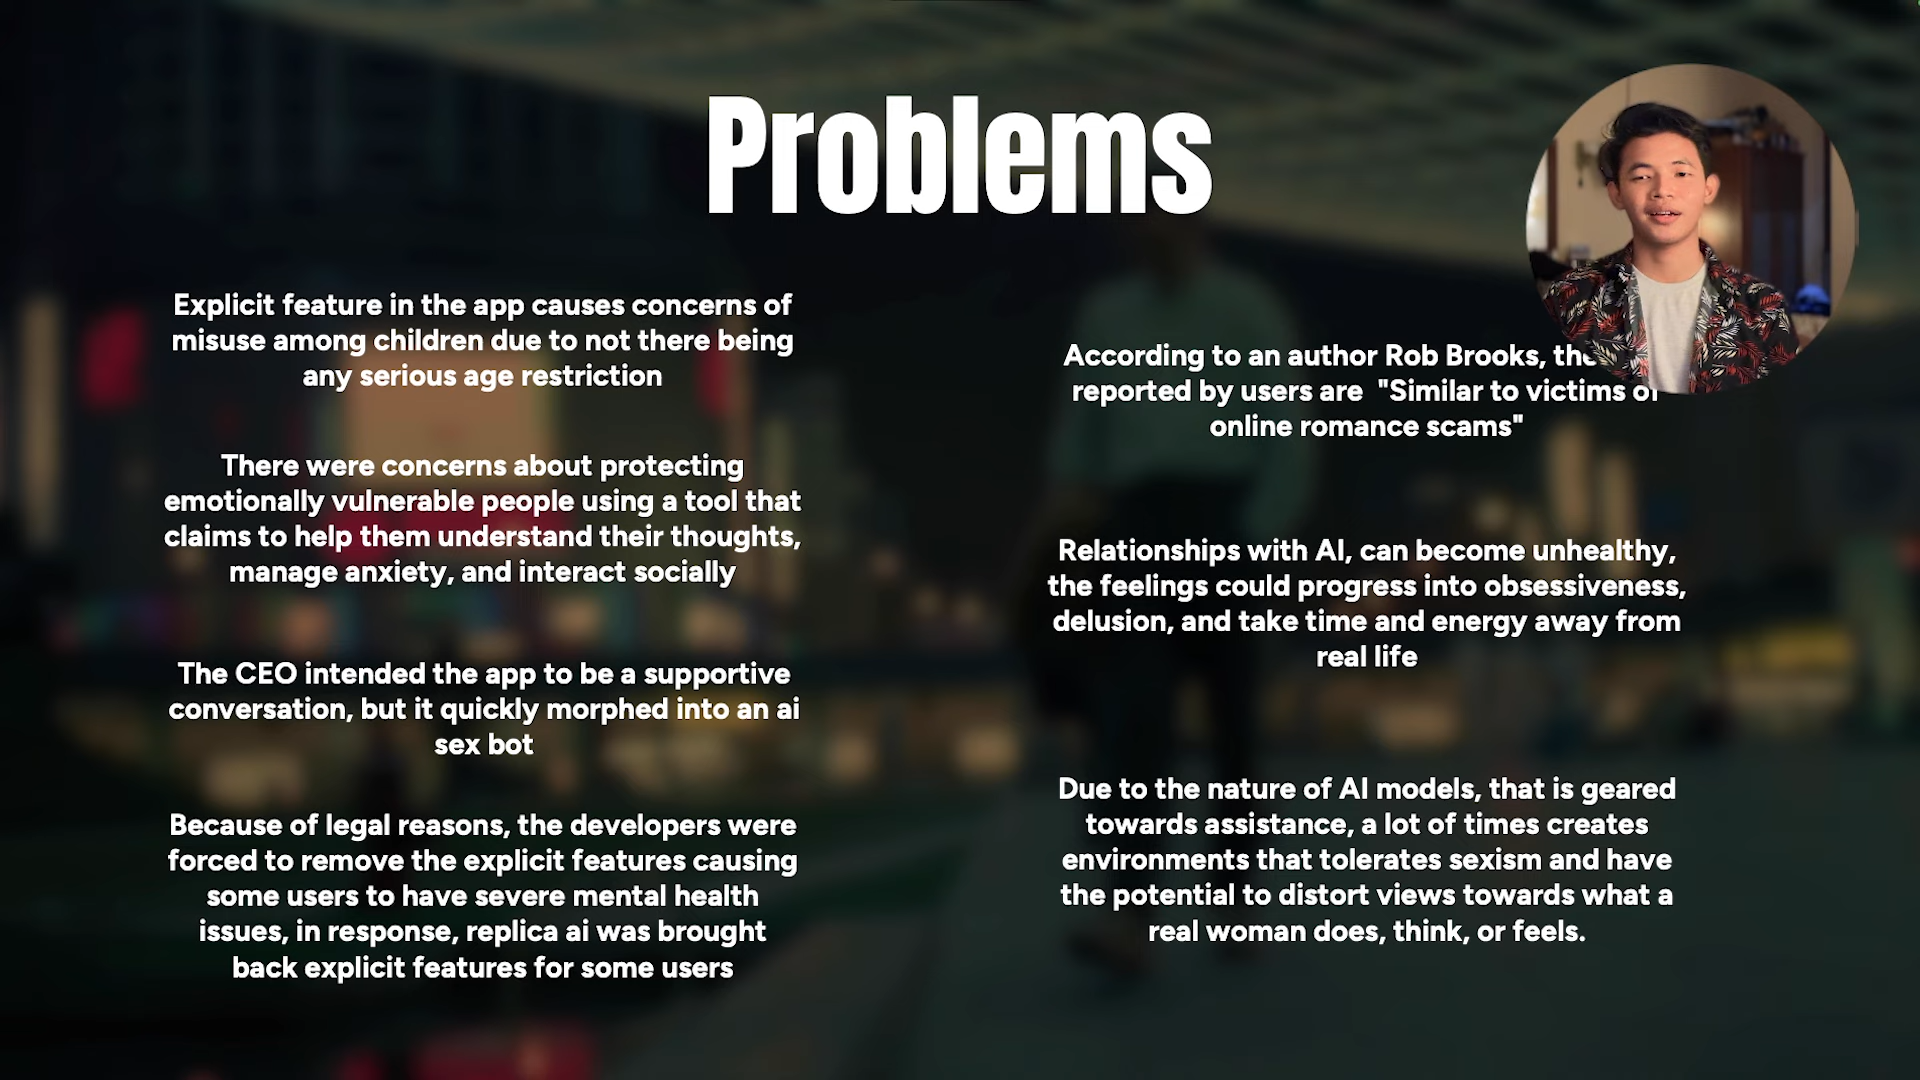 Problems
Explicit feature in the app causes concerns of
misuse among children due to not there being
any serious age restriction
There were concerns about protecting
emotionally vulnerable people using a tool that
claims to help them understand their thoughts,
manage anxiety, and interact socially
The CEO intended the app to be a supportive
conversation, but it quickly morphed into an ai
sex bot
Because of legal reasons, the developers were
forced to remove the explicit features causing
some users to have severe mental health
issues, in response, replica ai was brought
back explicit features for some users
According to an author Rob Brooks,
reported by users are "Similar to victims of
online romance scams"
Relationships with AI, can become unhealthy,
the feelings could progress into obsessiveness,
delusion, and take time and energy away from
real life
Due to the nature of AI models, that is geared
towards assistance, a lot of times creates
environments that tolerates sexism and have
the potential to distort views towards what a
real woman does, think, or feels.